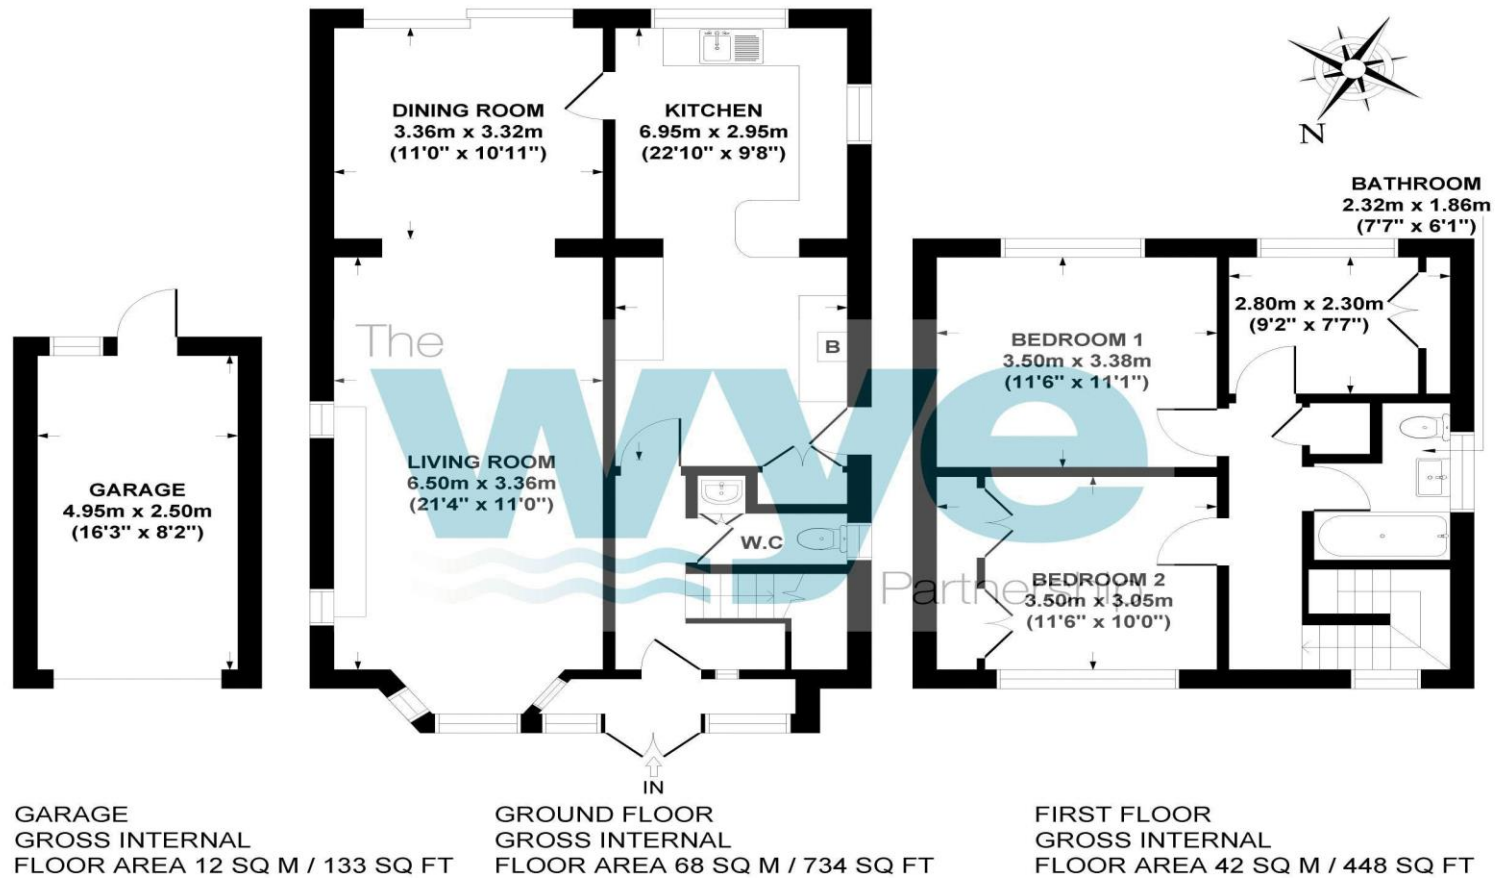 N
DINING ROOM
3.36m x 3.32m
(11'0" x 10'11")
KITCHEN
6.95m x 2.95m
(22'10" x 9'8")
BATHROOM
2.32m x 1.86m
(7'7" x 6'1")
2.80m x 2.30m
(9'2" x 7'7")
The
wye
Partnership
B
BEDROOM 1
3.50m x 3.38m
(11'6" x 11'1")
LIVING ROOM
6.50m x 3.36m
(21'4" x 11'0")
GARAGE
4.95m x 2.50m
(16'3" x 8'2")
W.C
BEDROOM 2
3.50m x 3.05m
(11'6" x 10'0")
IN
GARAGE
GROSS INTERNAL
FLOOR AREA 12 SQ M / 133 SQ FT
GROUND FLOOR
GROSS INTERNAL
FLOOR AREA 68 SQ M / 734 SQ FT
FIRST FLOOR
GROSS INTERNAL
FLOOR AREA 42 SQ M / 448 SQ FT